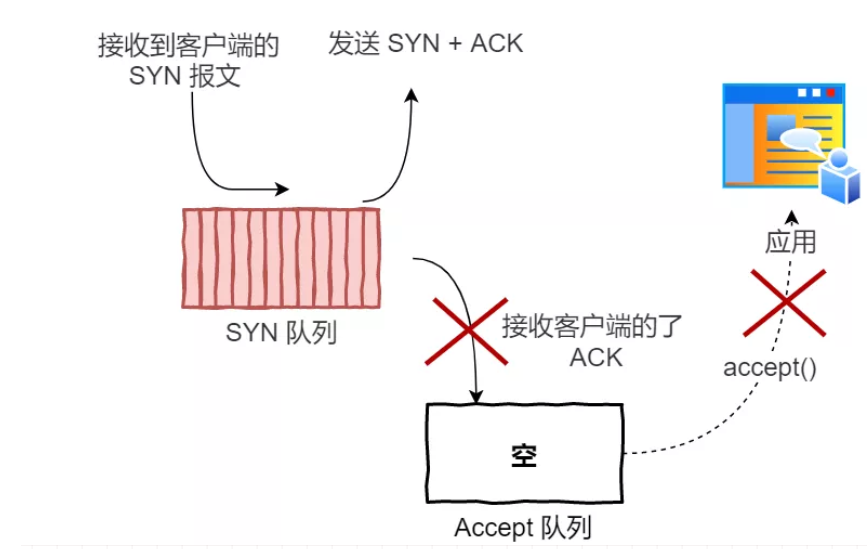 接收到客户端的
SYN 报文
发送 SYN + ACK
SYN 队列
接收客户端的了
ACK
空
Accept 队列
应用
accept()